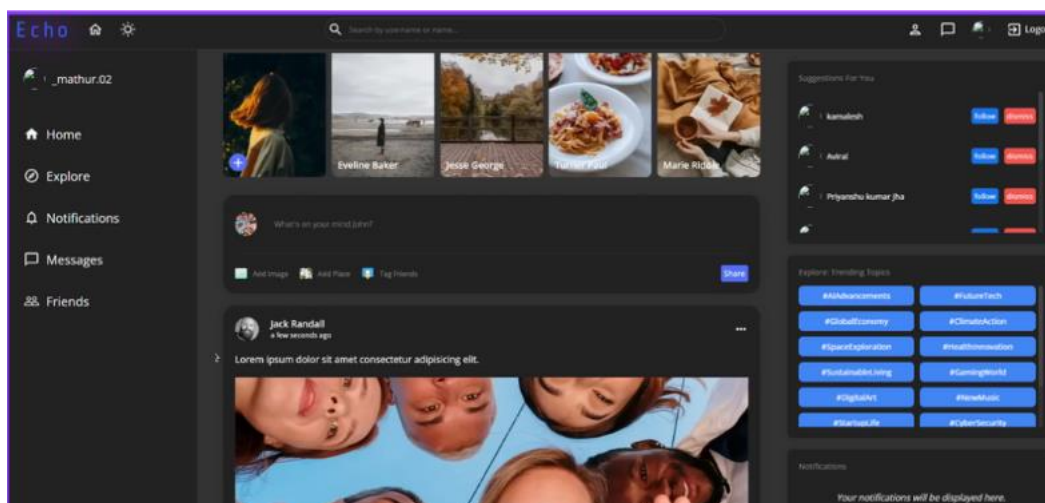 Echo
Search by username or name...
Logo
_mathur.02
Home
Explore
Notifications
Messages
Friends
Eveline Baker
Jesse George
Turner Paul
Marie Riddle
What's on your mind John?
Add Image
Add Place
Tag Friends
Share
Jack Randall
a few seconds ago
Lorem ipsum dolor sit amet consectetur adipisicing elit.
Suggestions For You
kamalesh
follow
dismiss
Aviral
follow
dismiss
Priyanshu kumar jha
follow
dismiss
Explore: Trending Topics
#AIAdvancements #FutureTech
#GlobalEconomy #ClimateAction
#SpaceExploration #HealthInnovation
#SustainableLiving #GamingWorld
#DigitalArt #NewMusic
#StartupLife #CyberSecurity
Notifications
Your notifications will be displayed here.